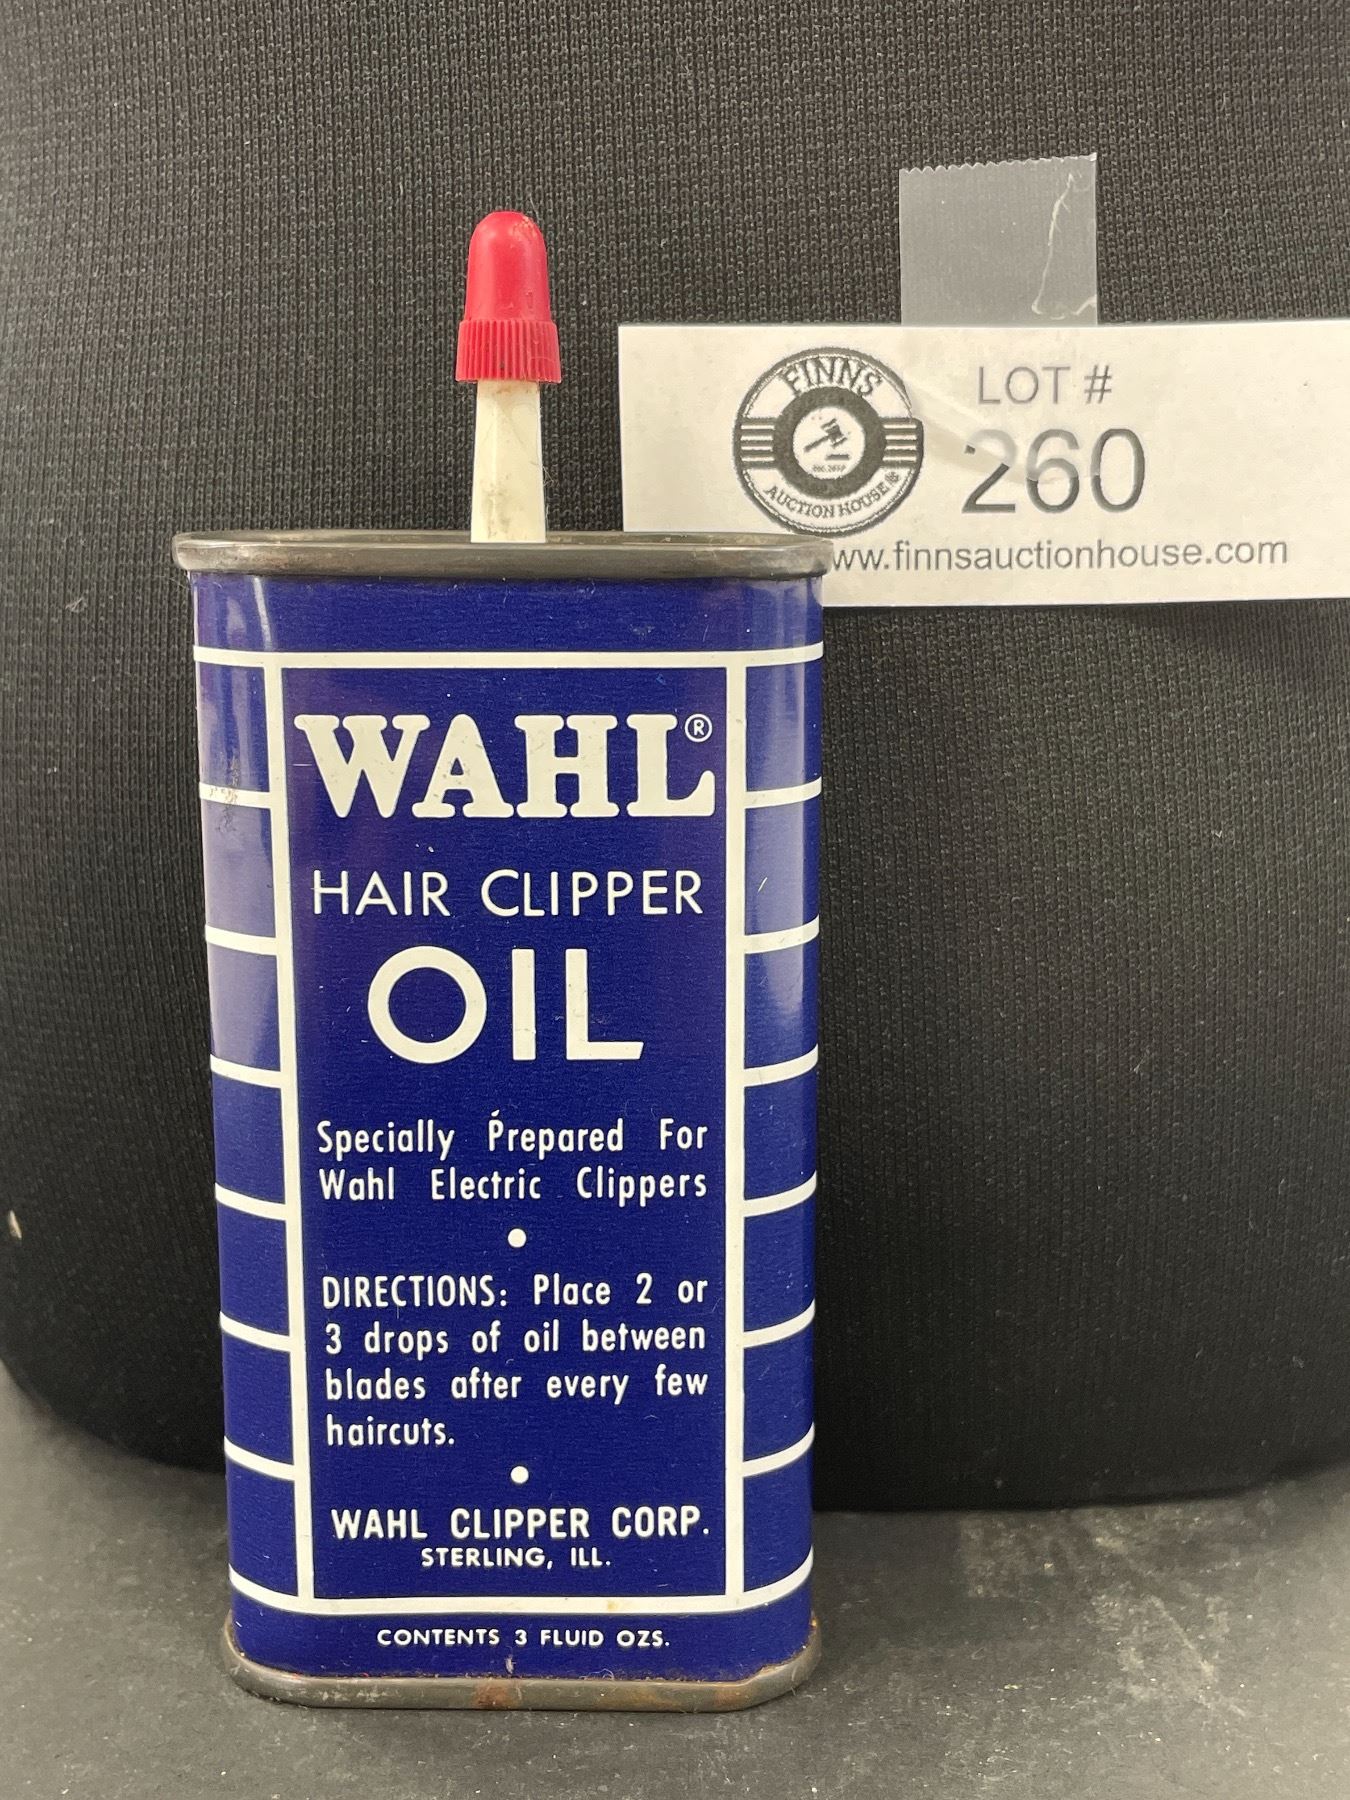 FINNS
AUCTION HOUSE
LOT #
260
www.finnsauctionhouse.com
WAHL®
HAIR CLIPPER
OIL
Specially Prepared For
Wahl Electric Clippers
•
DIRECTIONS: Place 2 or
3 drops of oil between
blades after every few
haircuts.
•
WAHL CLIPPER CORP.
STERLING, ILL.
CONTENTS 3 FLUID OZS.